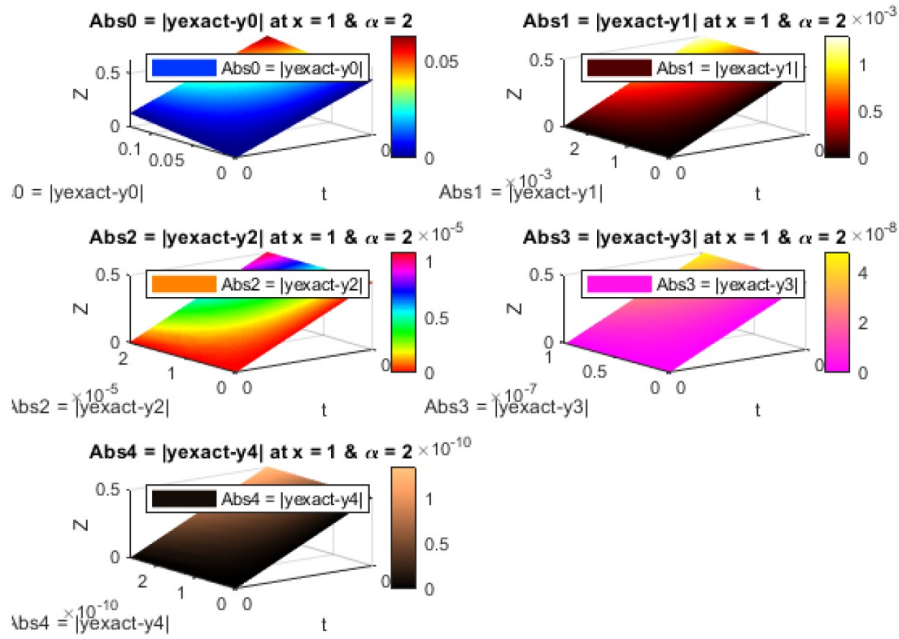 Abs0 = |yexact-y0| at x = 1 & α = 2
Abs0 = |yexact-y0|
0.5
0
Z
0.1
0.05
0
0
0
t
0 = |yexact-y0|
0.05
0
Abs1 = |yexact-y1| at x = 1 & α = 2
×10⁻³
Abs1 = |yexact-y1|
0.5
0
Z
2
1
0
0
0
t
×10⁻³
Abs1 = |yexact-y1|
1
0.5
0
Abs2 = |yexact-y2| at x = 1 & α = 2
×10⁻⁵
Abs2 = |yexact-y2|
0.5
0
Z
2
1
0
0
0
t
×10⁻⁵
Abs2 = |yexact-y2|
1
0.5
0
Abs3 = |yexact-y3| at x = 1 & α = 2
×10⁻⁸
Abs3 = |yexact-y3|
0.5
0
Z
1
0.5
0
0
0
t
×10⁻⁷
Abs3 = |yexact-y3|
4
2
0
Abs4 = |yexact-y4| at x = 1 & α = 2
×10⁻¹⁰
Abs4 = |yexact-y4|
0.5
0
Z
2
1
0
0
0
t
×10⁻¹⁰
Abs4 = |yexact-y4|
1
0.5
0